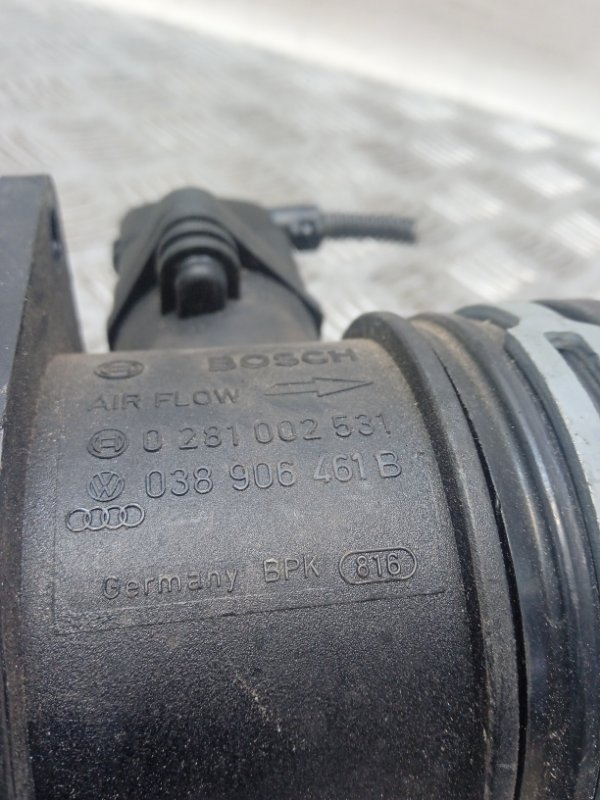 BOSCH
AIR FLOW
0 281 002 531
038 906 461 B
Germany BPK 816